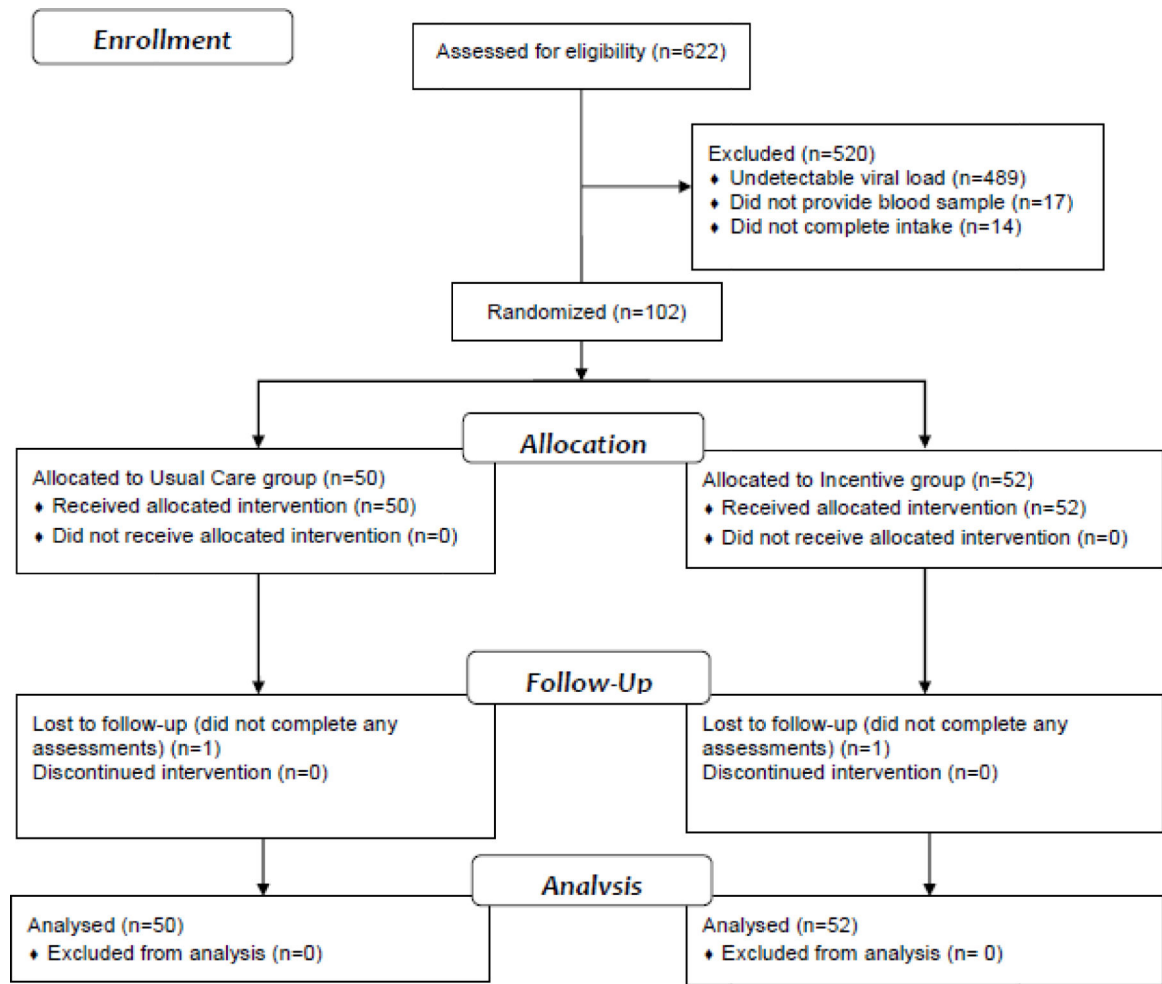 Enrollment
Assessed for eligibility (n=622)
Excluded (n=520)
♦ Undetectable viral load (n=489)
♦ Did not provide blood sample (n=17)
♦ Did not complete intake (n=14)
Randomized (n=102)
Allocation
Allocated to Usual Care group (n=50)
♦ Received allocated intervention (n=50)
♦ Did not receive allocated intervention (n=0)
Allocated to Incentive group (n=52)
♦ Received allocated intervention (n=52)
♦ Did not receive allocated intervention (n=0)
Follow-Up
Lost to follow-up (did not complete any
assessments) (n=1)
Discontinued intervention (n=0)
Lost to follow-up (did not complete any
assessments) (n=1)
Discontinued intervention (n=0)
Analysis
Analysed (n=50)
♦ Excluded from analysis (n=0)
Analysed (n=52)
♦ Excluded from analysis (n= 0)